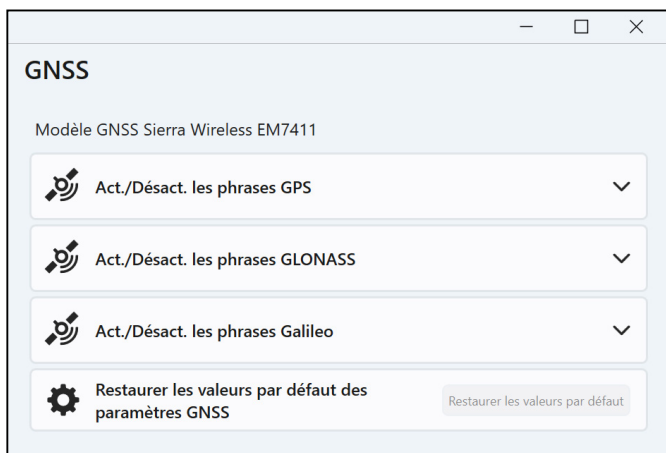 GNSS
Modèle GNSS Sierra Wireless EM7411
Act./Désact. les phrases GPS
Act./Désact. les phrases GLONASS
Act./Désact. les phrases Galileo
Restaurer les valeurs par défaut des
paramètres GNSS
Restaurer les valeurs par défaut